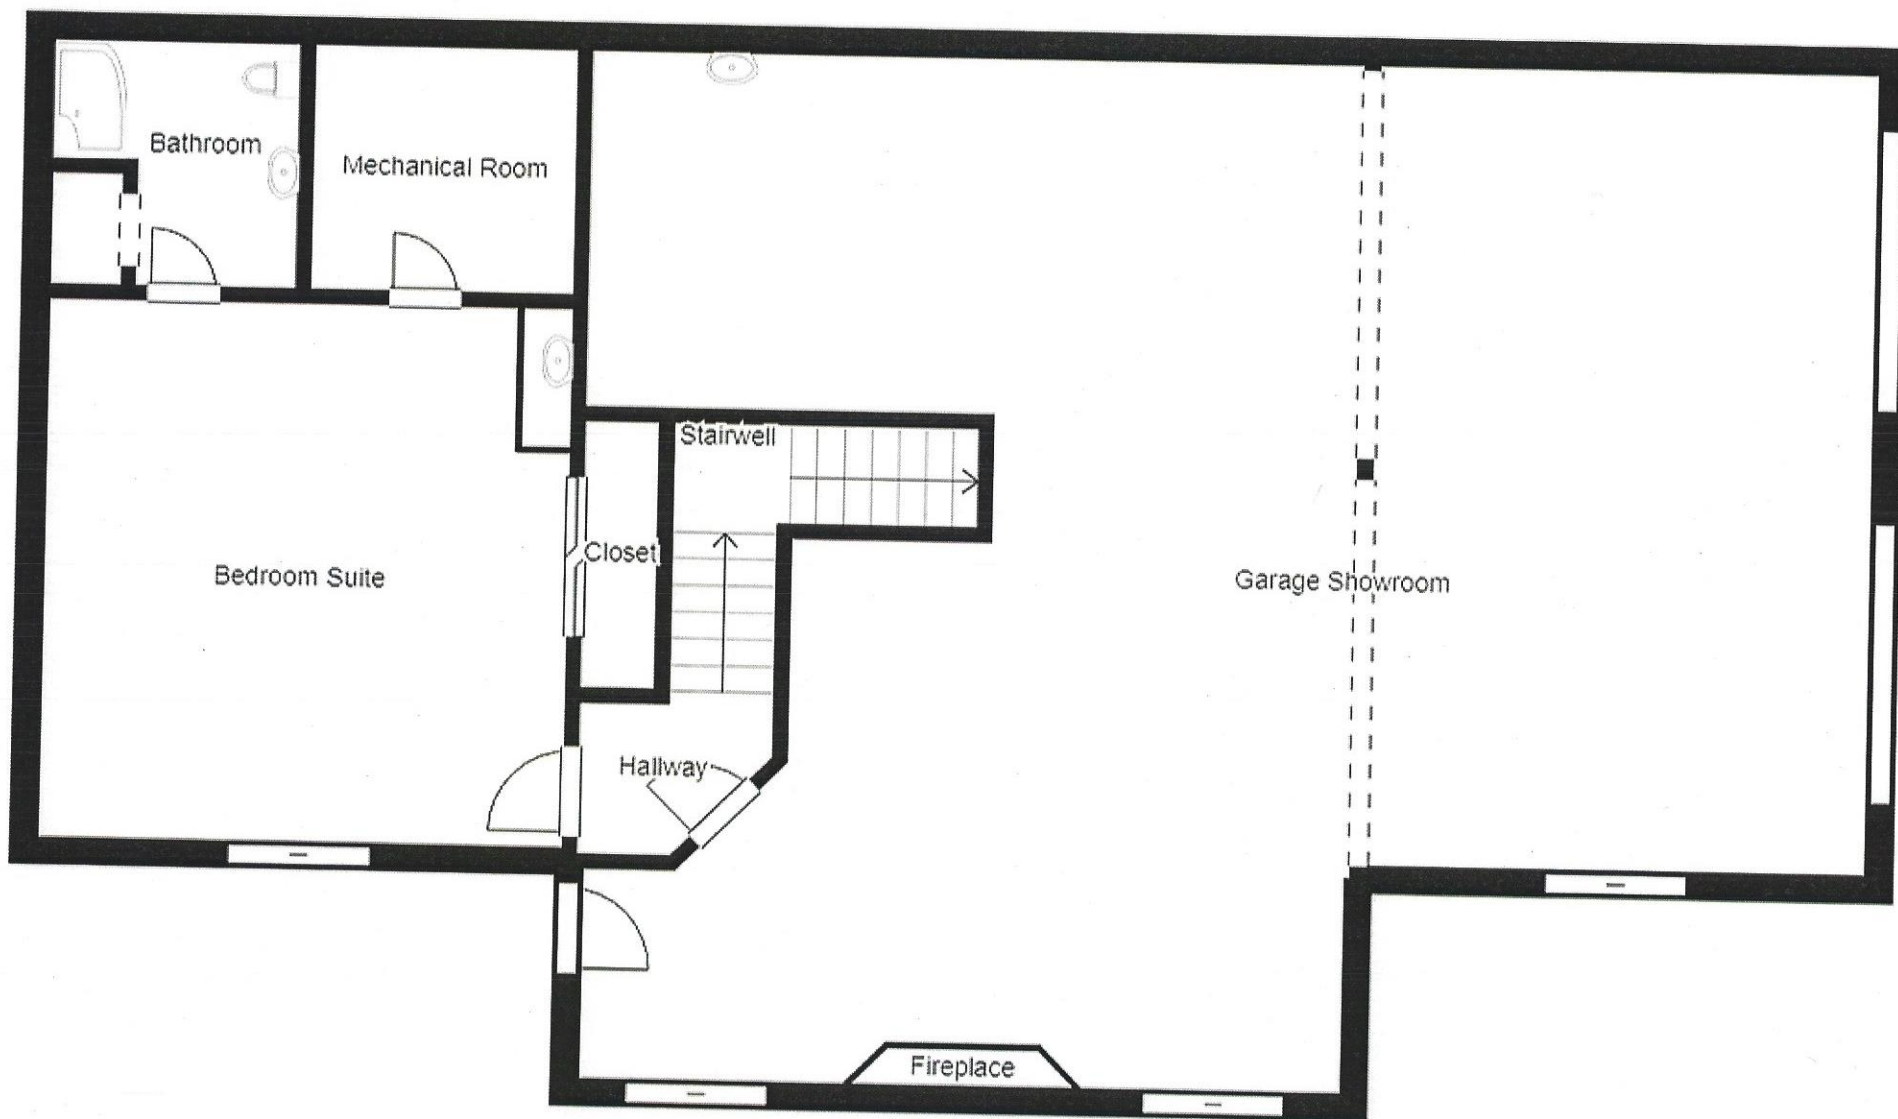 Bathroom
Mechanical Room
Stairwell
Closet
Bedroom Suite
Garage Showroom
Hallway
Fireplace